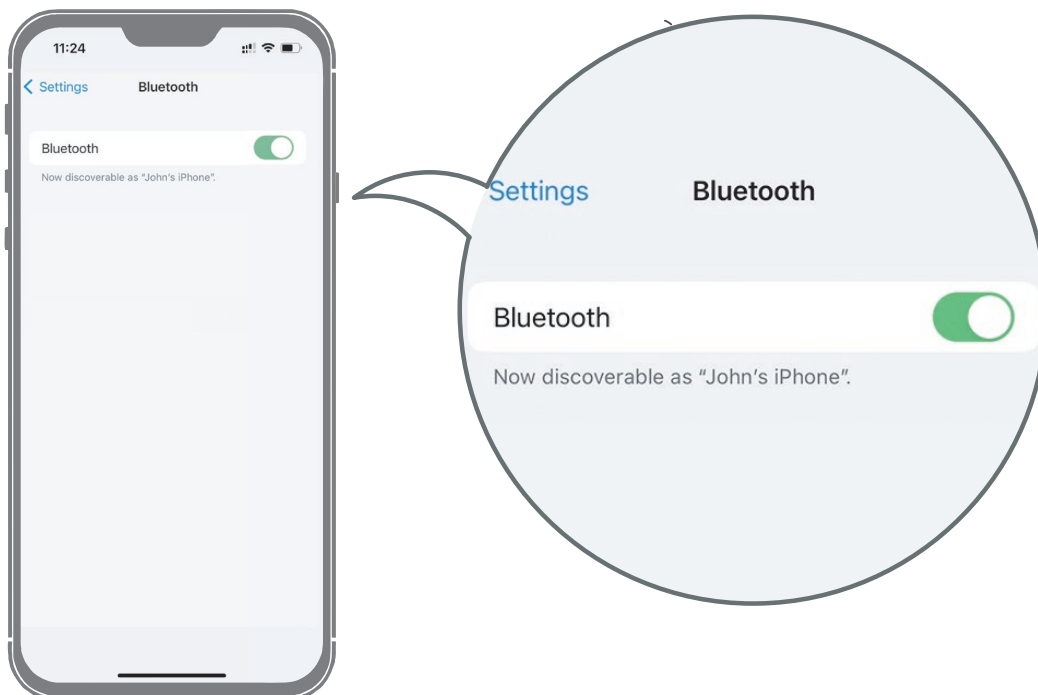 11:24
Settings Bluetooth
Bluetooth
Now discoverable as “John’s iPhone”.
Settings Bluetooth
Bluetooth
Now discoverable as “John’s iPhone”.